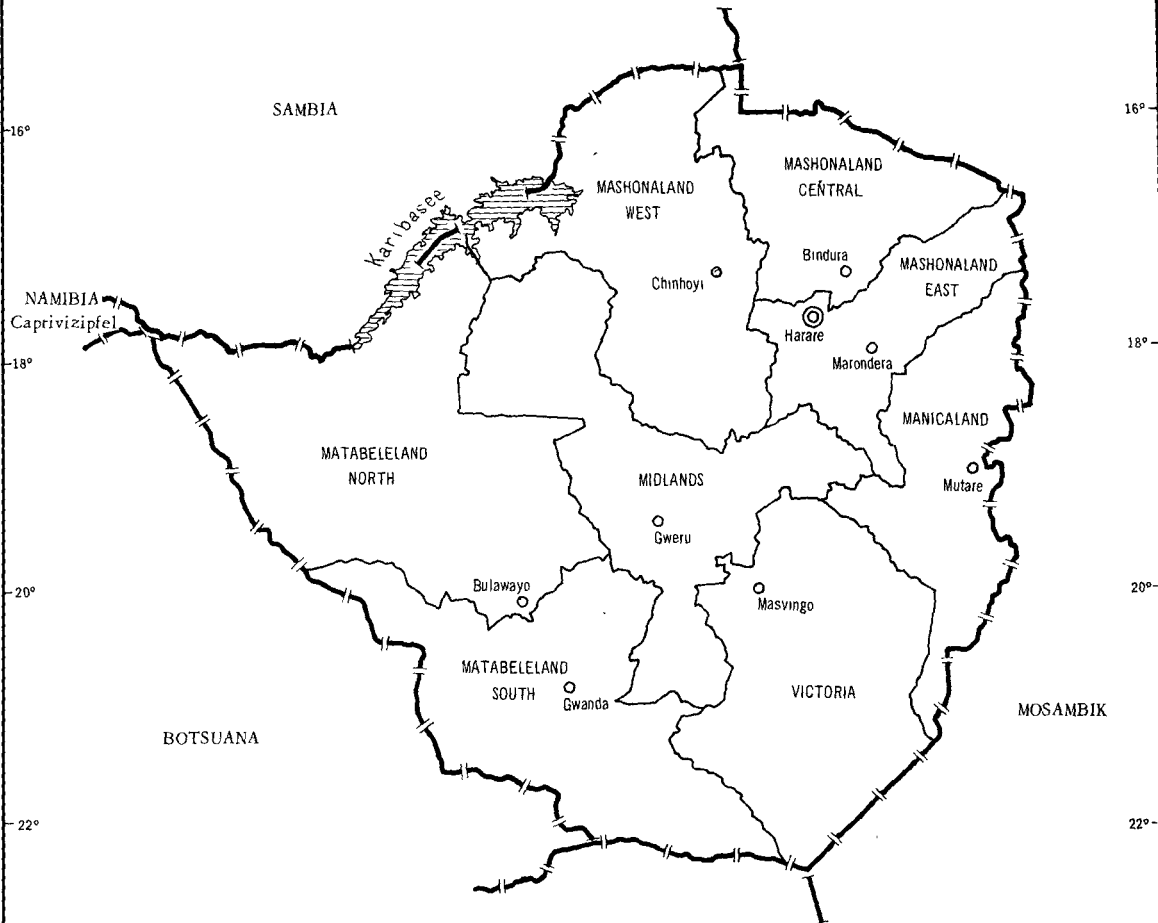 SAMBIA
16°
16°
MASHONALAND
CENTRAL
MASHONALAND
WEST
Karibasee
Bindura
MASHONALAND
EAST
Chinhoyi
NAMIBIA
Caprivizipfel
Harare
18°
18°
Marondera
MANICALAND
MATABELELAND
NORTH
MIDLANDS
Mutare
Gweru
Bulawayo
20°
20°
Masvingo
MATABELELAND
SOUTH
Gwanda
VICTORIA
MOSAMBIK
BOTSUANA
22°
22°